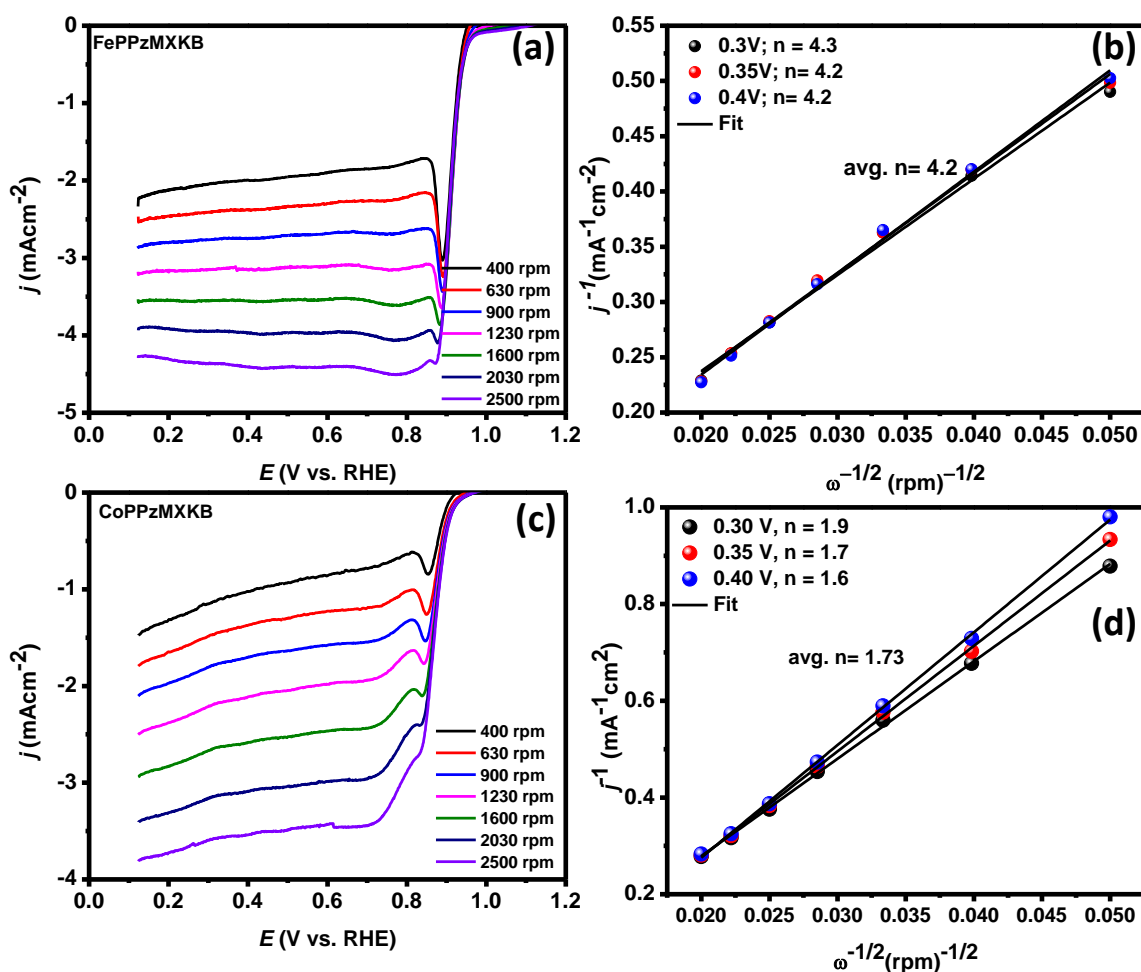 FePPzMXKB
(a)
0
-1
-2
-3
-4
-5
j (mAcm⁻²)
400 rpm
630 rpm
900 rpm
1230 rpm
1600 rpm
2030 rpm
2500 rpm
0.0 0.2 0.4 0.6 0.8 1.0 1.2
E (V vs. RHE)
(b)
0.55
0.50
0.45
0.40
0.35
0.30
0.25
0.20
j⁻¹(mA⁻¹cm⁻²)
0.3V; n = 4.3
0.35V; n= 4.2
0.4V; n= 4.2
Fit
avg. n= 4.2
0.020 0.025 0.030 0.035 0.040 0.045 0.050
ω⁻¹/² (rpm)⁻¹/²
CoPPzMXKB
(c)
0
-1
-2
-3
-4
j (mAcm⁻²)
400 rpm
630 rpm
900 rpm
1230 rpm
1600 rpm
2030 rpm
2500 rpm
0.0 0.2 0.4 0.6 0.8 1.0 1.2
E (V vs. RHE)
(d)
1.0
0.8
0.6
0.4
0.2
j⁻¹ (mA⁻¹cm²)
0.30 V, n = 1.9
0.35 V, n = 1.7
0.40 V, n = 1.6
Fit
avg. n= 1.73
0.020 0.025 0.030 0.035 0.040 0.045 0.050
ω⁻¹/²(rpm)⁻¹/²